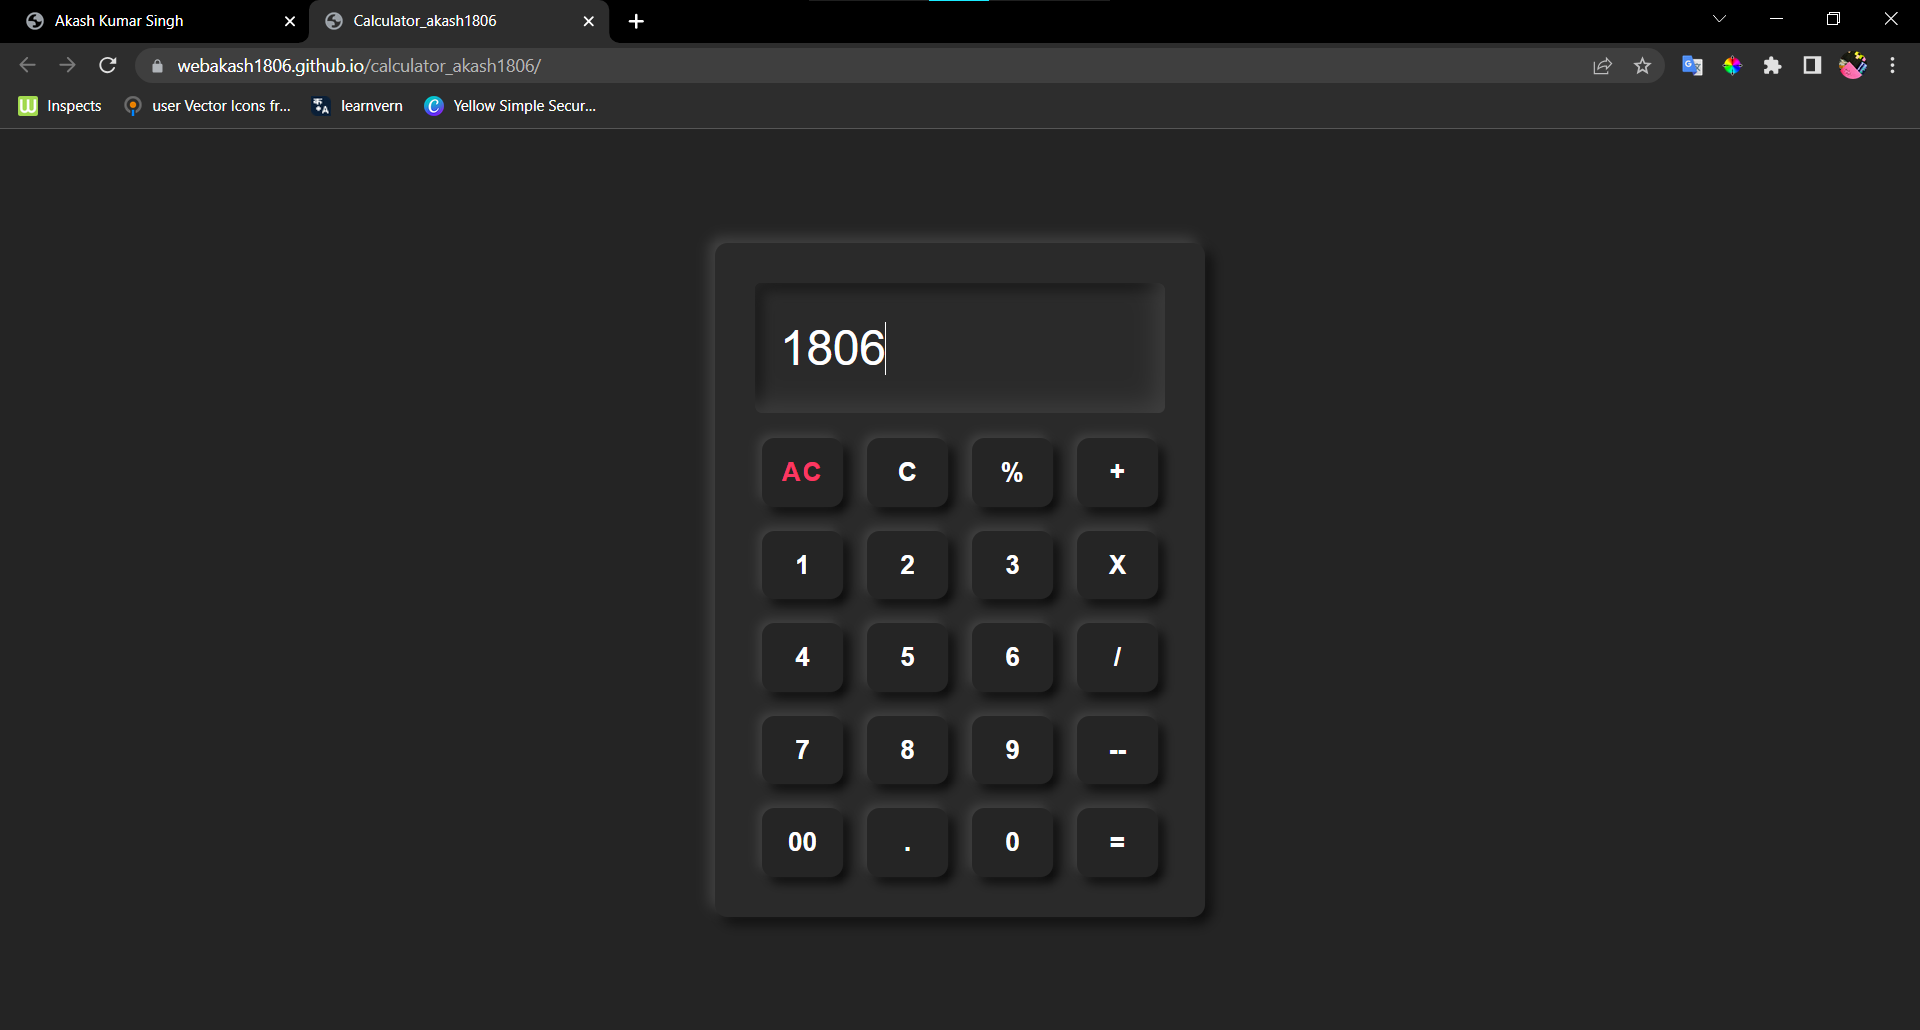 Akash Kumar Singh
Calculator_akash1806
webakash1806.github.io/calculator_akash1806/
Inspects
user Vector Icons fr...
learnvern
Yellow Simple Secur...
1806
AC C % +
1 2 3 X
4 5 6 /
7 8 9 --
00 . 0 =